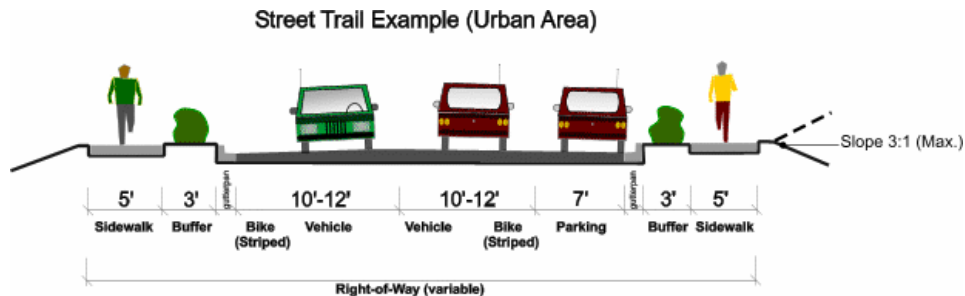 Street Trail Example (Urban Area)
Slope 3:1 (Max.)
gutterpan
gutterpan
5' 3' 10'-12' 10'-12' 7' 3' 5'
Sidewalk Buffer Bike (Striped) Vehicle Vehicle Bike (Striped) Parking Buffer Sidewalk
Right-of-Way (variable)